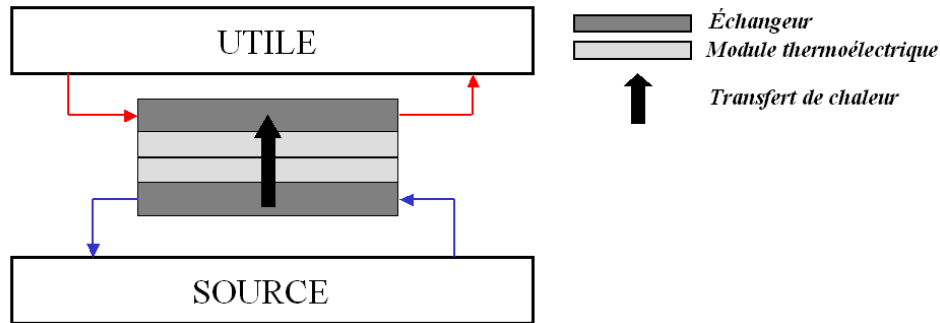 UTILE
Échangeur
Module thermoélectrique
Transfert de chaleur
SOURCE